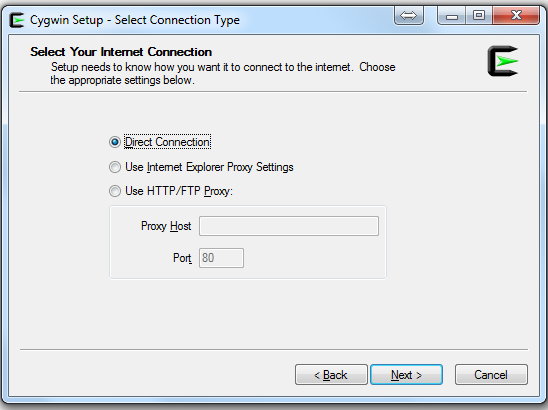 Cygwin Setup - Select Connection Type
Select Your Internet Connection
Setup needs to know how you want it to connect to the internet. Choose
the appropriate settings below.
Direct Connection
Use Internet Explorer Proxy Settings
Use HTTP/FTP Proxy:
Proxy Host
Port 80
< Back Next > Cancel